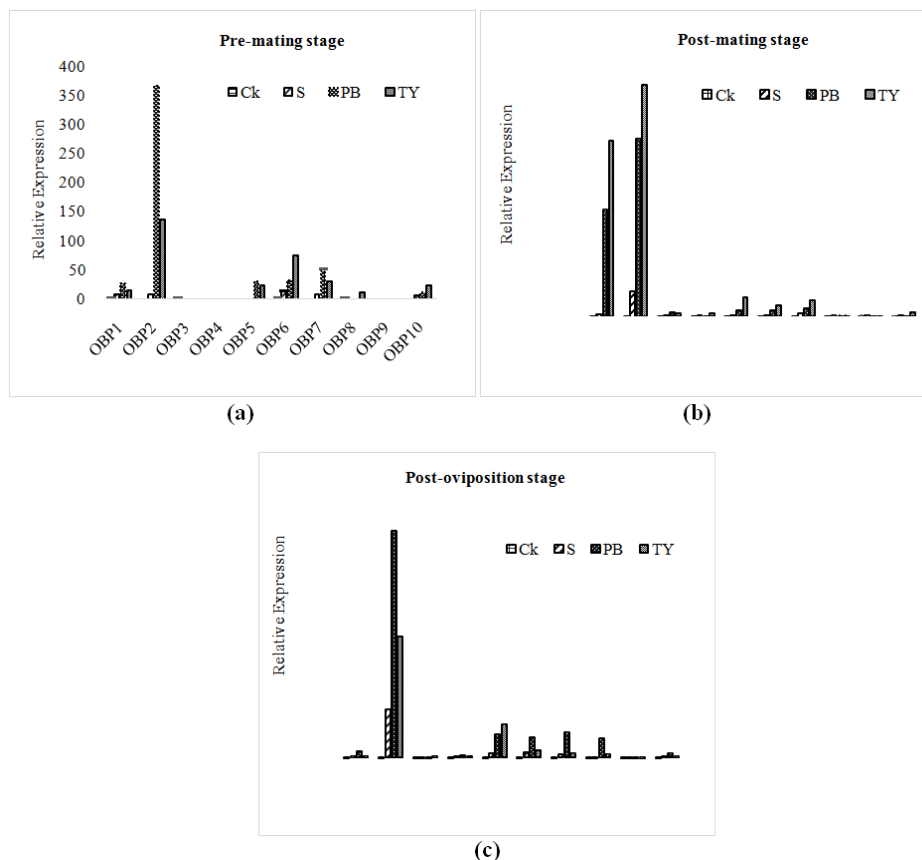 Pre-mating stage
Relative Expression
400
350
300
250
200
150
100
50
0
Ck S PB TY
OBP1 OBP2 OBP3 OBP4 OBP5 OBP6 OBP7 OBP8 OBP9 OBP10
(a)
Post-mating stage
Relative Expression
Ck S PB TY
(b)
Post-oviposition stage
Relative Expression
Ck S PB TY
(c)